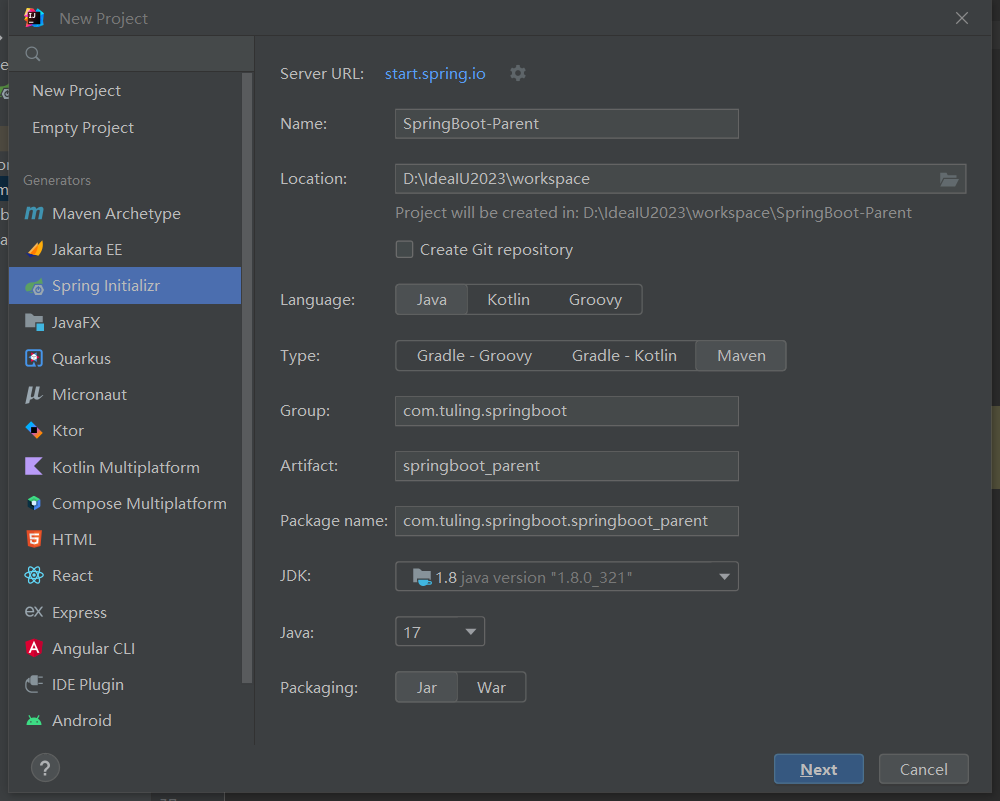 New Project
New Project
Empty Project
Generators
Maven Archetype
Jakarta EE
Spring Initializr
JavaFX
Quarkus
Micronaut
Ktor
Kotlin Multiplatform
Compose Multiplatform
HTML
React
Express
Angular CLI
IDE Plugin
Android
Server URL: start.spring.io
Name: SpringBoot-Parent
Location: D:\IdeaIU2023\workspace
Project will be created in: D:\IdeaIU2023\workspace\SpringBoot-Parent
Create Git repository
Language: Java Kotlin Groovy
Type: Gradle - Groovy Gradle - Kotlin Maven
Group: com.tuling.springboot
Artifact: springboot_parent
Package name: com.tuling.springboot.springboot_parent
JDK: 1.8 java version "1.8.0_321"
Java: 17
Packaging: Jar War
? Next Cancel